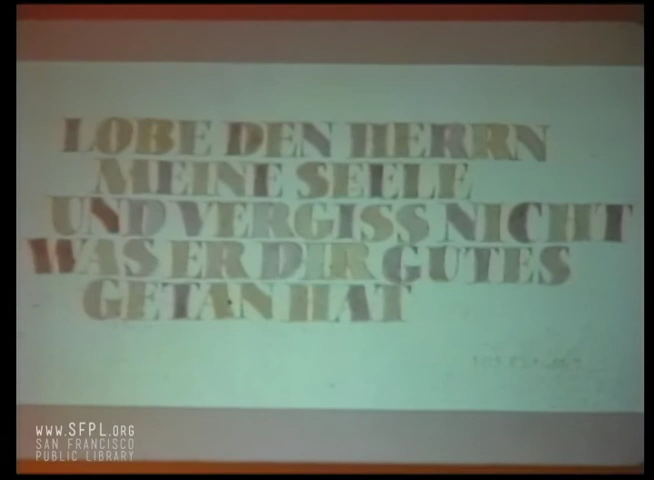 LOBE DEN HERRN
MEINE SEELE
UND VERGISS NICHT
WAS ER DIR GUTES
GETAN HAT
WWW.SFPL.ORG
SAN FRANCISCO
PUBLIC LIBRARY